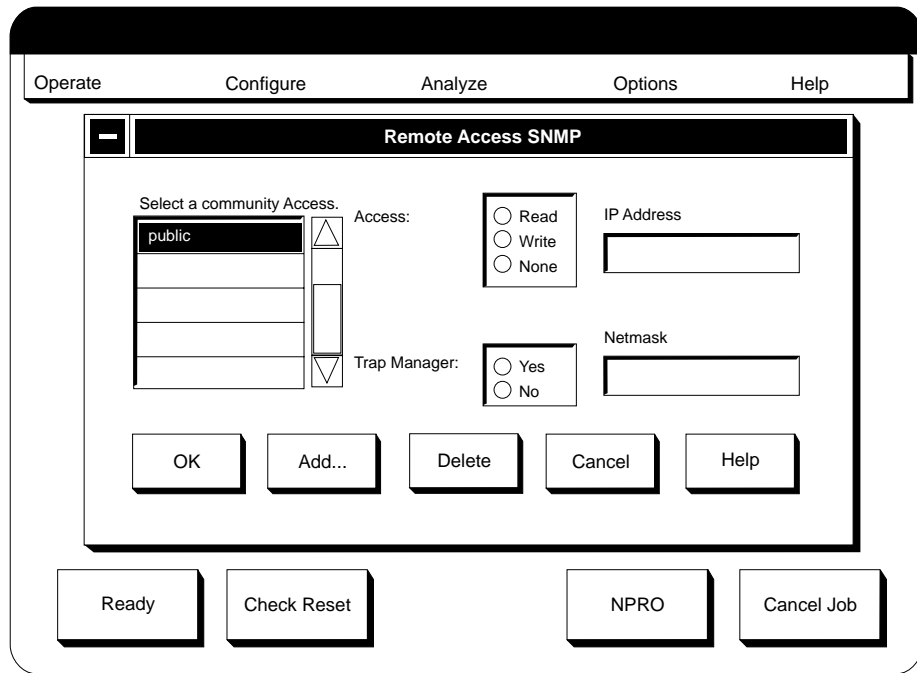 Operate Configure Analyze Options Help
Remote Access SNMP
Select a community Access.
public
Access:
Read
Write
None
IP Address
Trap Manager:
Yes
No
Netmask
OK Add... Delete Cancel Help
Ready Check Reset NPRO Cancel Job